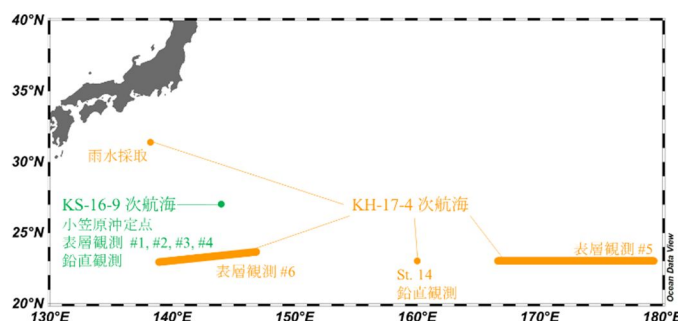 40°N
35°N
30°N
25°N
20°N
130°E
140°E
150°E
160°E
170°E
180°E
雨水採取
KS-16-9 次航海
小笠原沖定点
表層観測 #1, #2, #3, #4
鉛直観測
KH-17-4 次航海
表層観測 #6
St. 14
鉛直観測
表層観測 #5
Ocean Data View